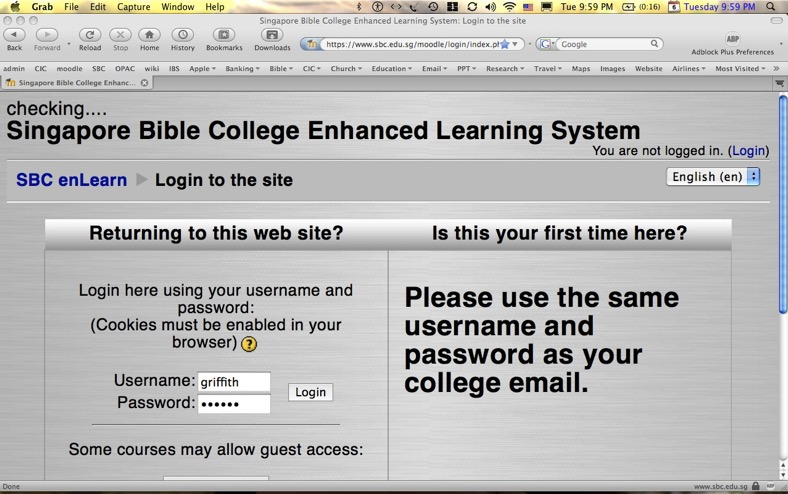 Grab File Edit Capture Window Help (0:16) Tue 9:59 PM Tuesday 9:59 PM
Singapore Bible College Enhanced Learning System: Login to the site
Back Forward Reload Stop Home History Bookmarks Downloads https://www.sbc.edu.sg/moodle/login/index.ph Google ABP Adblock Plus Preferences
admin CIC moodle SBC OPAC wiki IBS Apple Banking Bible CIC Church Education Email PPT Research Travel Maps Images Website Airlines Most Visited
Singapore Bible College Enhanc...
checking....
Singapore Bible College Enhanced Learning System
You are not logged in. (Login)
SBC enLearn Login to the site English (en)
Returning to this web site?
Login here using your username and
password:
(Cookies must be enabled in your
browser) ?
Username: griffith
Password: ••••••
Login
Some courses may allow guest access:
Is this your first time here?
Please use the same
username and
password as your
college email.
Done www.sbc.edu.sg ABP